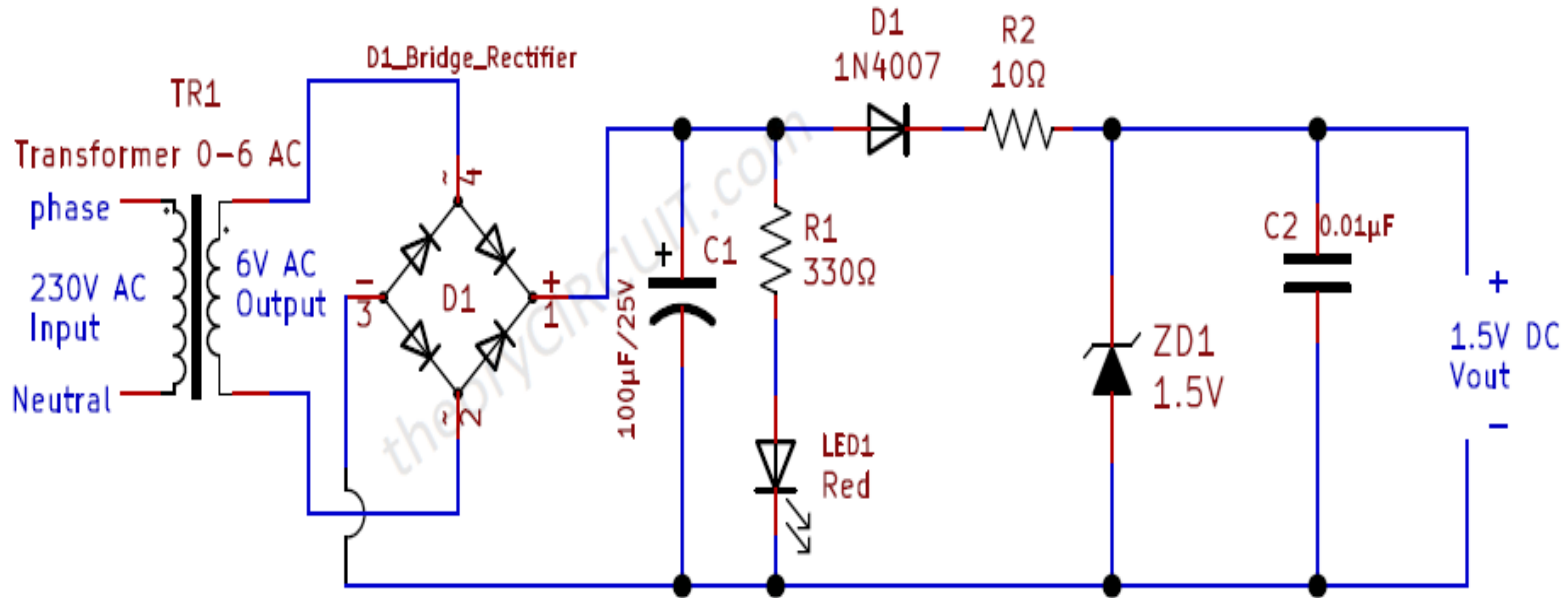 D1_Bridge_Rectifier
TR1
Transformer 0-6 AC
phase
230V AC
Input
Neutral
6V AC
Output
~ 4
- 3
D1
+ 1
~ 2
+
C1
100µF/25V
R1
330Ω
LED1
Red
D1
1N4007
R2
10Ω
ZD1
1.5V
C2 0.01µF
+
1.5V DC
Vout
-
theoryCIRCUIT.com